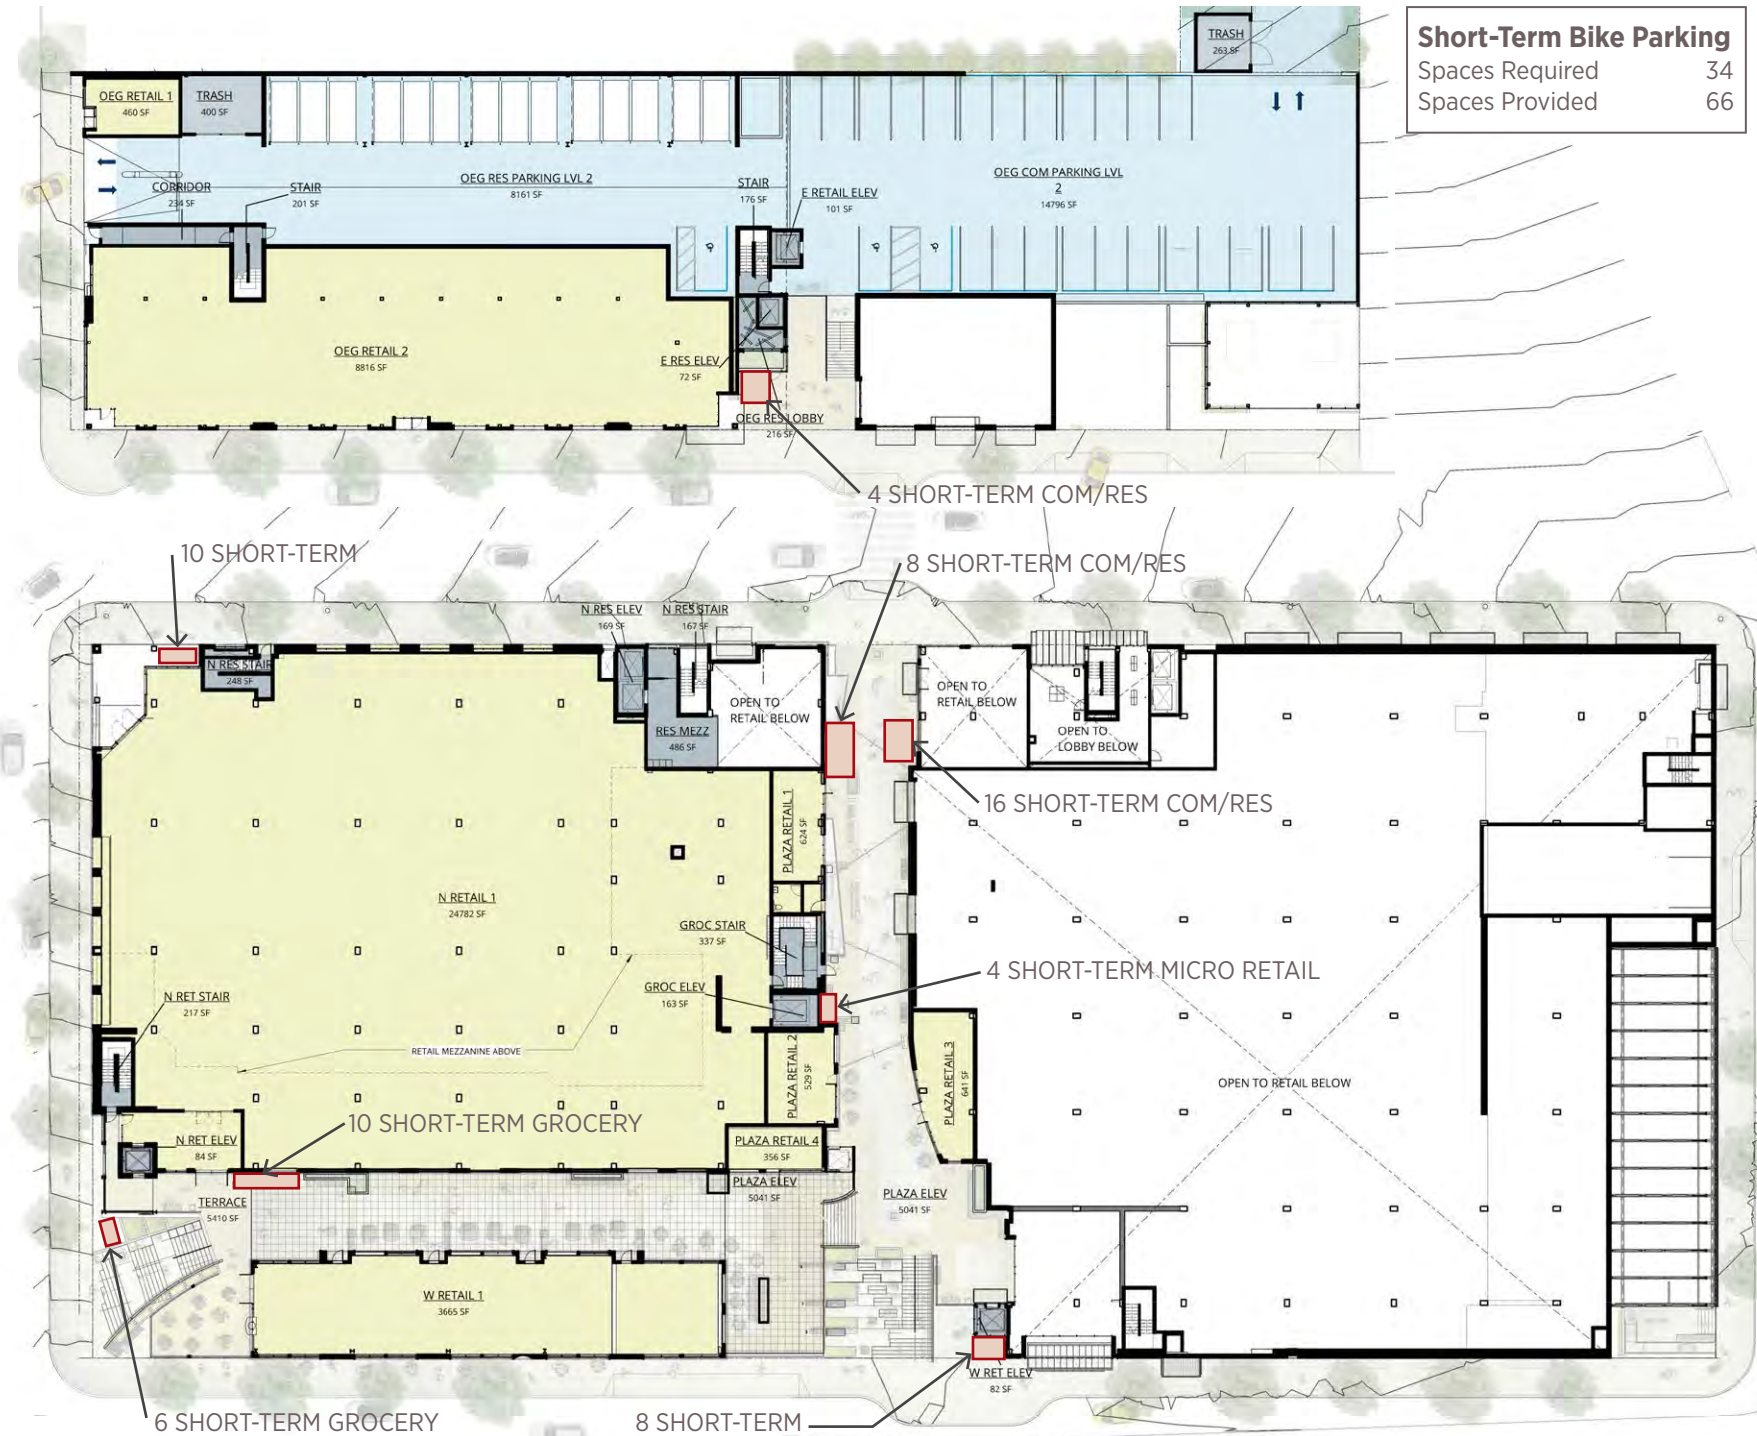 Short-Term Bike Parking
Spaces Required 34
Spaces Provided 66
TRASH
263 SF
OEG RETAIL 1
460 SF
TRASH
400 SF
CORRIDOR
234 SF
STAIR
201 SF
OEG RES PARKING LVL 2
8161 SF
STAIR
176 SF
E RETAIL ELEV
101 SF
OEG COM PARKING LVL
2
14796 SF
OEG RETAIL 2
8816 SF
E RES ELEV
72 SF
OEG RES LOBBY
216 SF
4 SHORT-TERM COM/RES
10 SHORT-TERM
8 SHORT-TERM COM/RES
N RES ELEV
169 SF
N RES STAIR
167 SF
N RES STAIR
248 SF
OPEN TO
RETAIL BELOW
RES MEZZ
486 SF
OPEN TO
RETAIL BELOW
OPEN TO
LOBBY BELOW
16 SHORT-TERM COM/RES
PLAZA RETAIL 1
624 SF
N RETAIL 1
24782 SF
GROC STAIR
337 SF
GROC ELEV
163 SF
4 SHORT-TERM MICRO RETAIL
N RET STAIR
217 SF
RETAIL MEZZANINE ABOVE
PLAZA RETAIL 2
529 SF
PLAZA RETAIL 3
641 SF
OPEN TO RETAIL BELOW
10 SHORT-TERM GROCERY
N RET ELEV
84 SF
PLAZA RETAIL 4
356 SF
PLAZA ELEV
5041 SF
PLAZA ELEV
5041 SF
TERRACE
5410 SF
W RETAIL 1
3665 SF
W RET ELEV
82 SF
6 SHORT-TERM GROCERY
8 SHORT-TERM